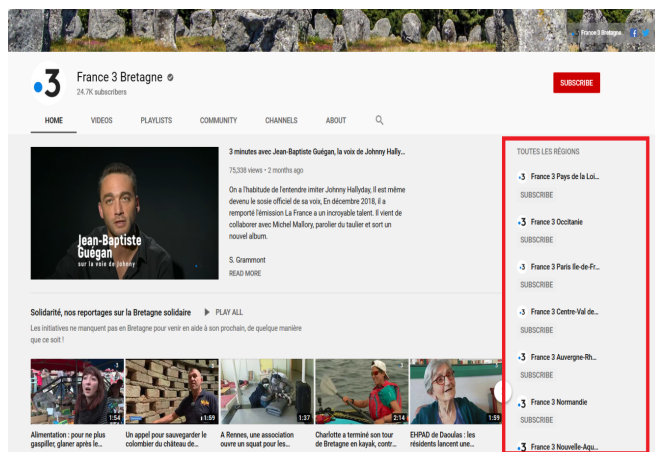 France 3 Bretagne
3
France 3 Bretagne
24.7K subscribers
SUBSCRIBE
HOME
VIDEOS
PLAYLISTS
COMMUNITY
CHANNELS
ABOUT
Jean-Baptiste
Guégan
sur la voie de Johnny
3 minutes avec Jean-Baptiste Guégan, la voix de Johnny Hally...
75,338 views • 2 months ago
On a l'habitude de l'entendre imiter Johnny Hallyday, Il est même
devenu le sosie officiel de sa voix, En décembre 2018, il a
remporté l'émission La France a un incroyable talent. Il vient de
collaborer avec Michel Mallory, parolier du taulier et sort un
nouvel album.
S. Grammont
READ MORE
Solidarité, nos reportages sur la Bretagne solidaire
PLAY ALL
Les initiatives ne manquent pas en Bretagne pour venir en aide à son prochain, de quelque manière
que ce soit !
1:54
1:59
1:37
2:14
1:59
Alimentation : pour ne plus
gaspiller, glaner après le...
Un appel pour sauvegarder le
colombier du château de...
A Rennes, une association
ouvre un squat pour les...
Charlotte a terminé son tour
de Bretagne en kayak, contr...
EHPAD de Daoulas : les
résidents lancent une...
TOUTES LES RÉGIONS
3 France 3 Pays de la Loi...
SUBSCRIBE
3 France 3 Occitanie
SUBSCRIBE
3 France 3 Paris Ile-de-Fr...
SUBSCRIBE
3 France 3 Centre-Val de...
SUBSCRIBE
3 France 3 Auvergne-Rh...
SUBSCRIBE
3 France 3 Normandie
SUBSCRIBE
3 France 3 Nouvelle-Aqu...